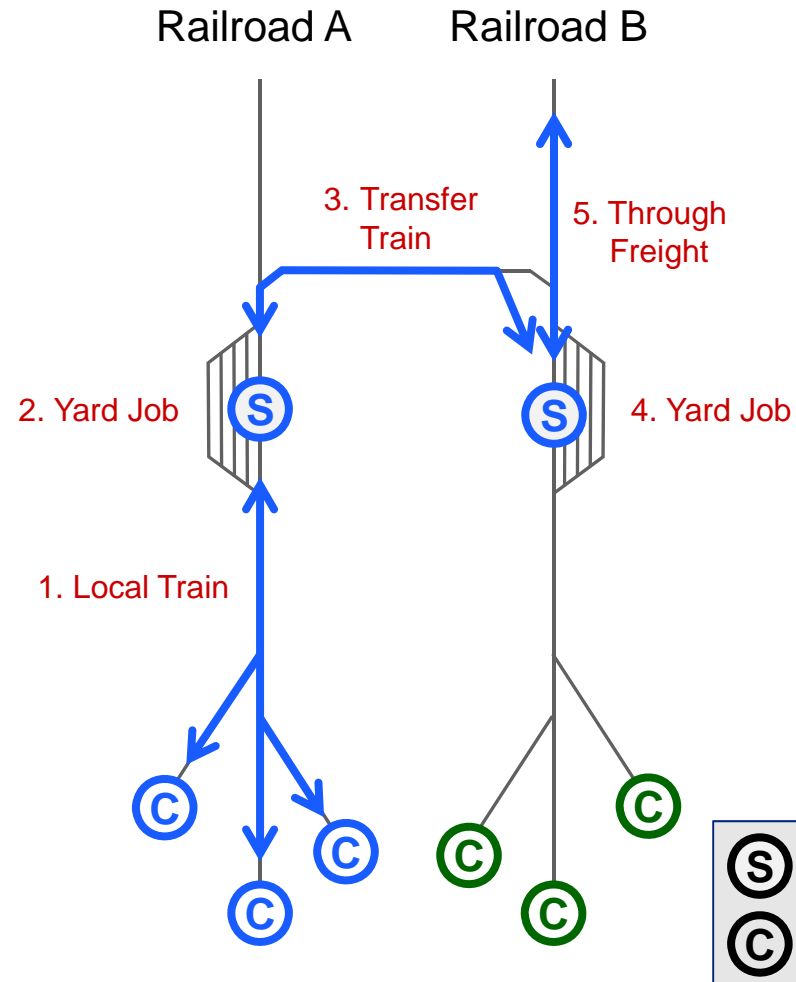 Railroad A
Railroad B
3. Transfer
Train
5. Through
Freight
2. Yard Job
S
S
4. Yard Job
1. Local Train
C
C
C
C
C
C
S
C